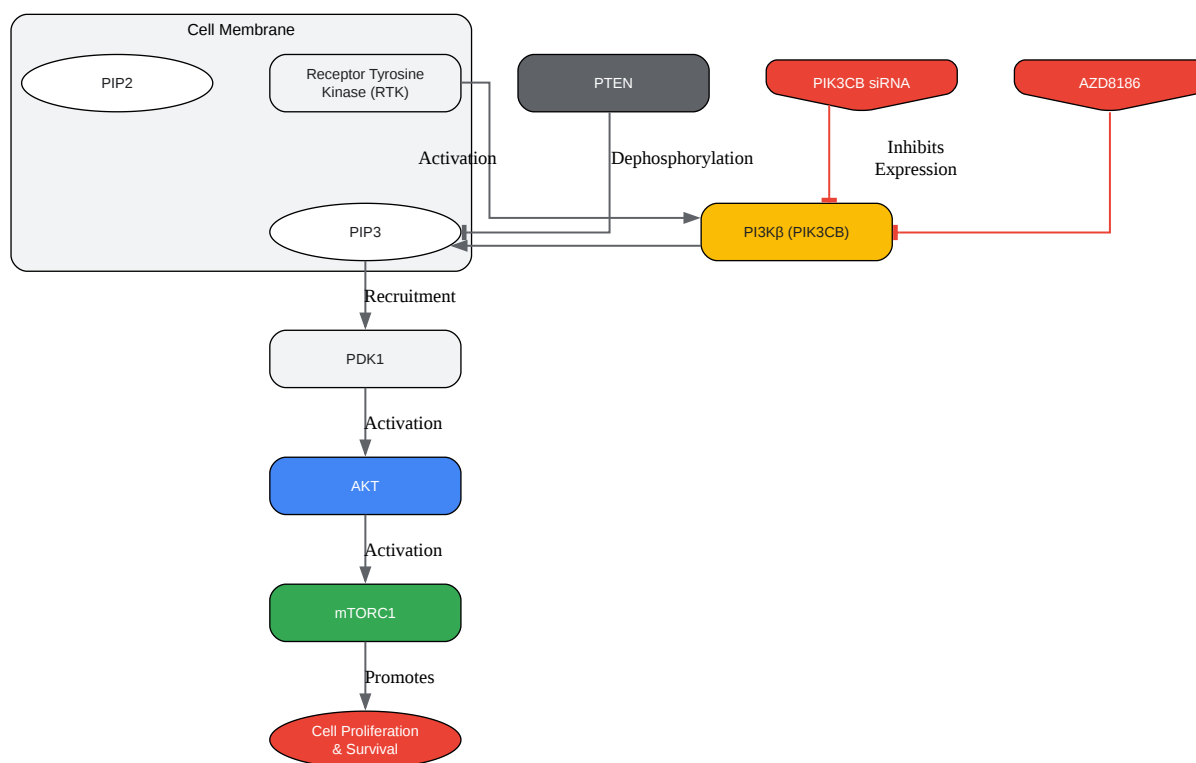 Cell Membrane
PIP2
Receptor Tyrosine
Kinase (RTK)
PTEN
PIK3CB siRNA
AZD8186
Activation
Dephosphorylation
Inhibits
Expression
PIP3
PI3Kβ (PIK3CB)
Recruitment
PDK1
Activation
AKT
Activation
mTORC1
Promotes
Cell Proliferation
& Survival